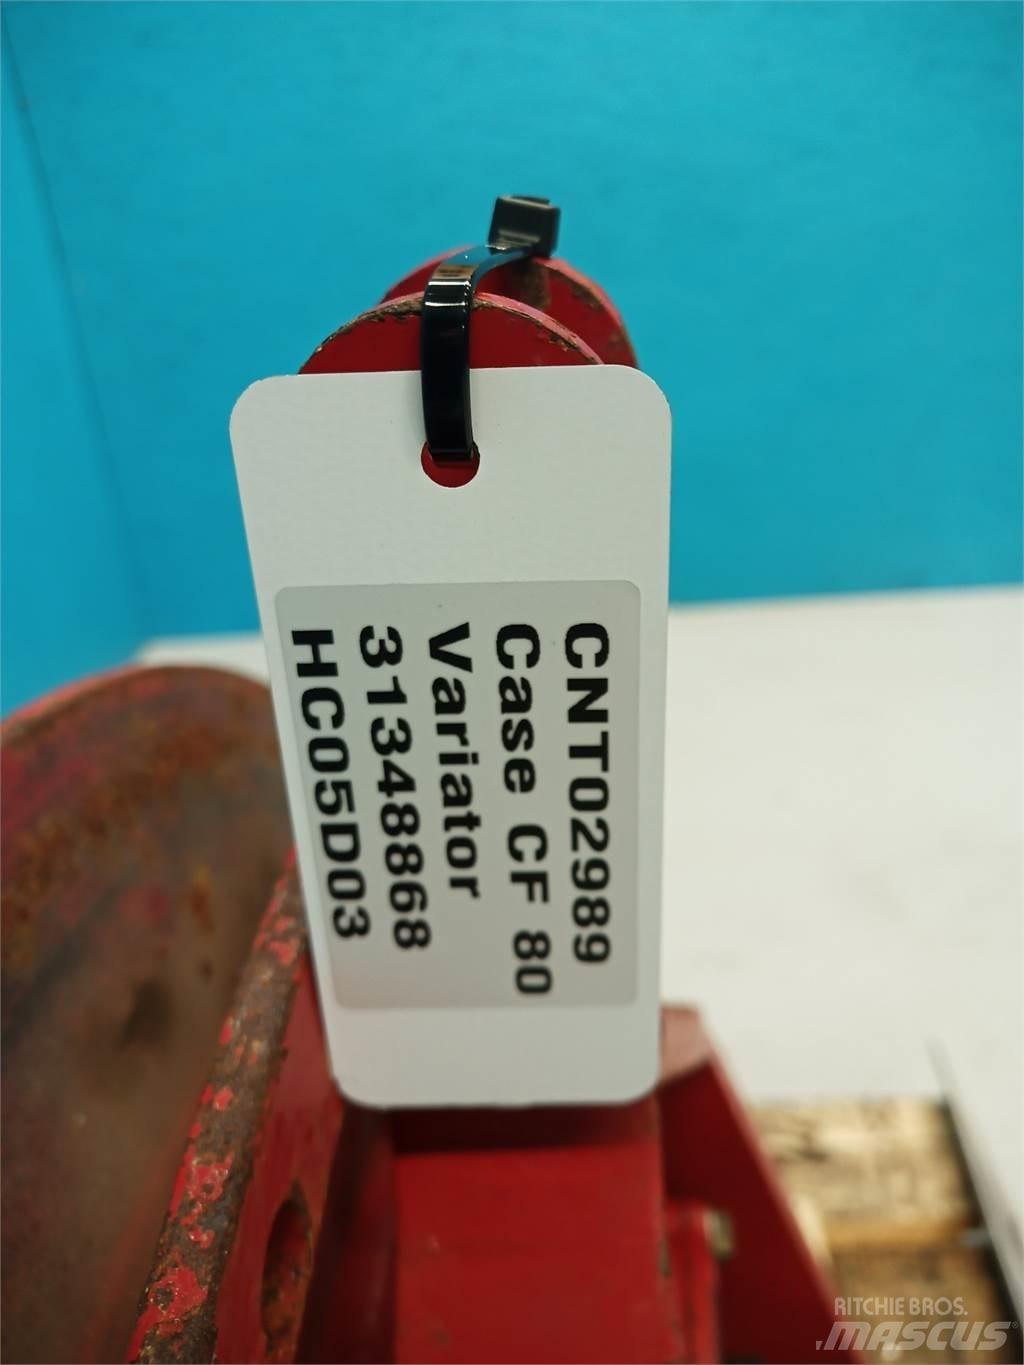 CNT02989
Case CF 80
Variator
31348868
HC05D03
RITCHIE BROS.
MASCUS